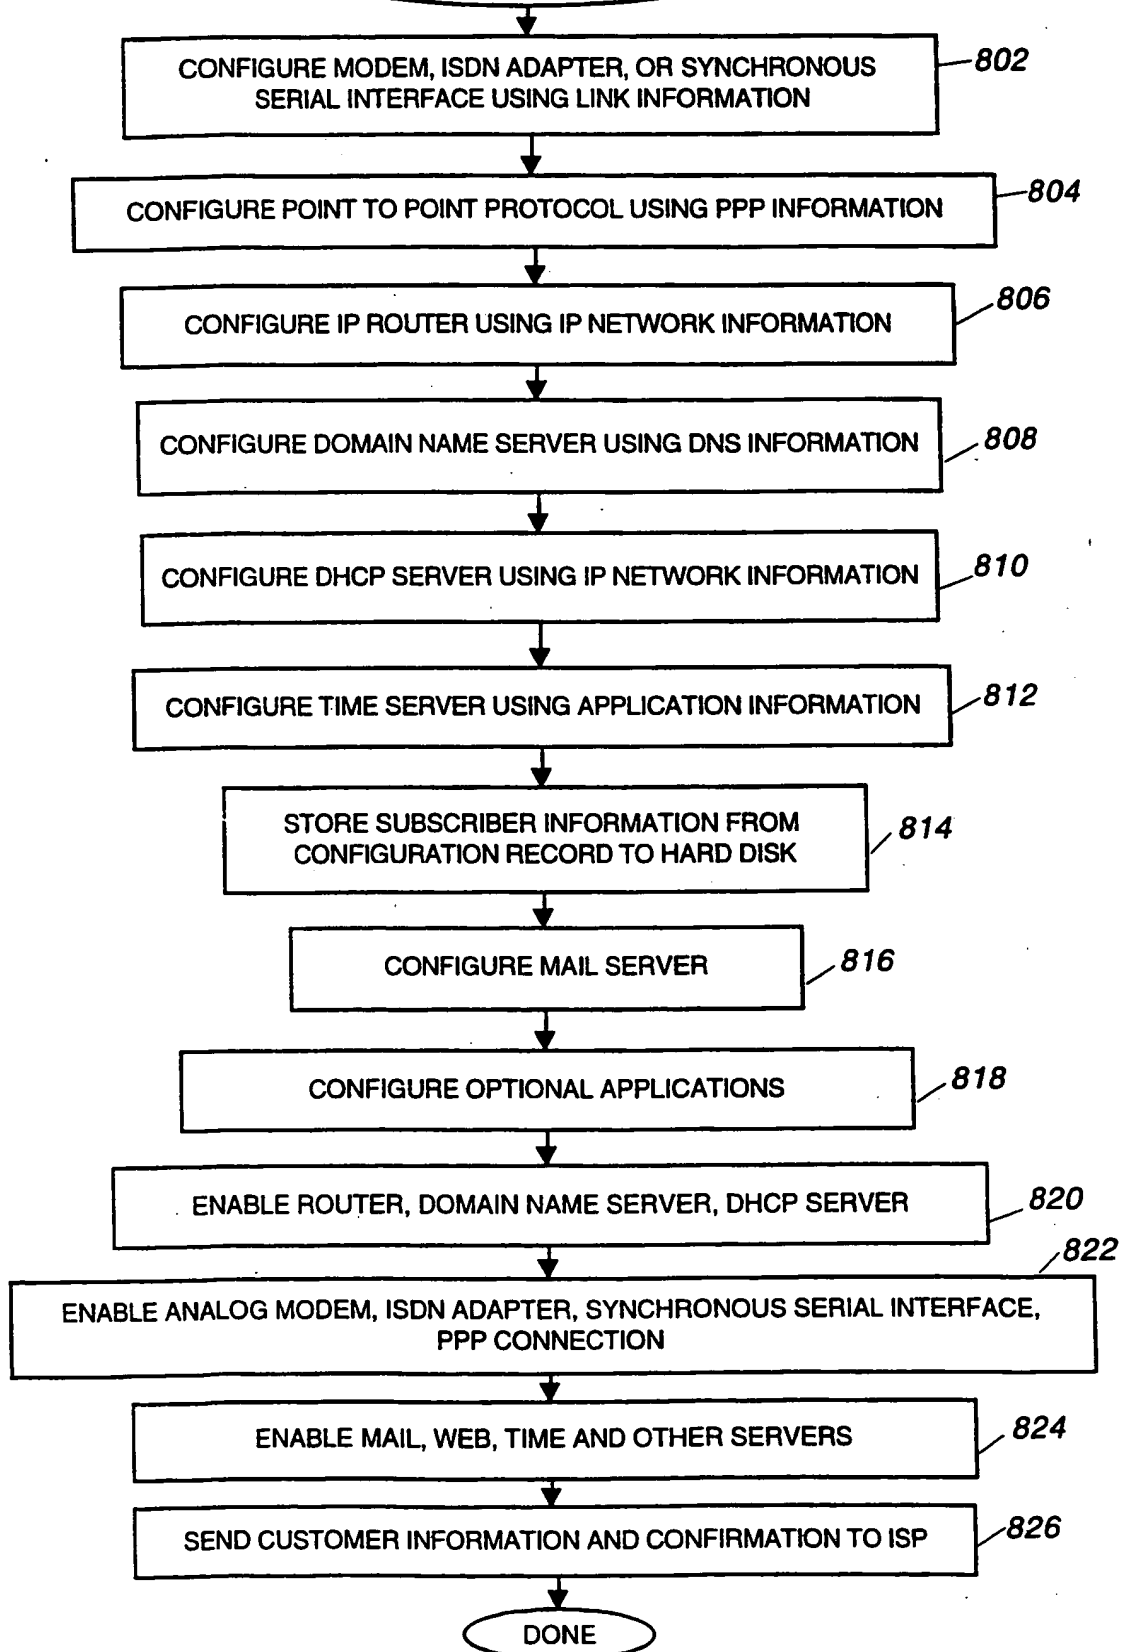 CONFIGURE MODEM, ISDN ADAPTER, OR SYNCHRONOUS
SERIAL INTERFACE USING LINK INFORMATION
802
CONFIGURE POINT TO POINT PROTOCOL USING PPP INFORMATION
804
CONFIGURE IP ROUTER USING IP NETWORK INFORMATION
806
CONFIGURE DOMAIN NAME SERVER USING DNS INFORMATION
808
CONFIGURE DHCP SERVER USING IP NETWORK INFORMATION
810
CONFIGURE TIME SERVER USING APPLICATION INFORMATION
812
STORE SUBSCRIBER INFORMATION FROM
CONFIGURATION RECORD TO HARD DISK
814
CONFIGURE MAIL SERVER
816
CONFIGURE OPTIONAL APPLICATIONS
818
ENABLE ROUTER, DOMAIN NAME SERVER, DHCP SERVER
820
822
ENABLE ANALOG MODEM, ISDN ADAPTER, SYNCHRONOUS SERIAL INTERFACE,
PPP CONNECTION
ENABLE MAIL, WEB, TIME AND OTHER SERVERS
824
SEND CUSTOMER INFORMATION AND CONFIRMATION TO ISP
826
DONE